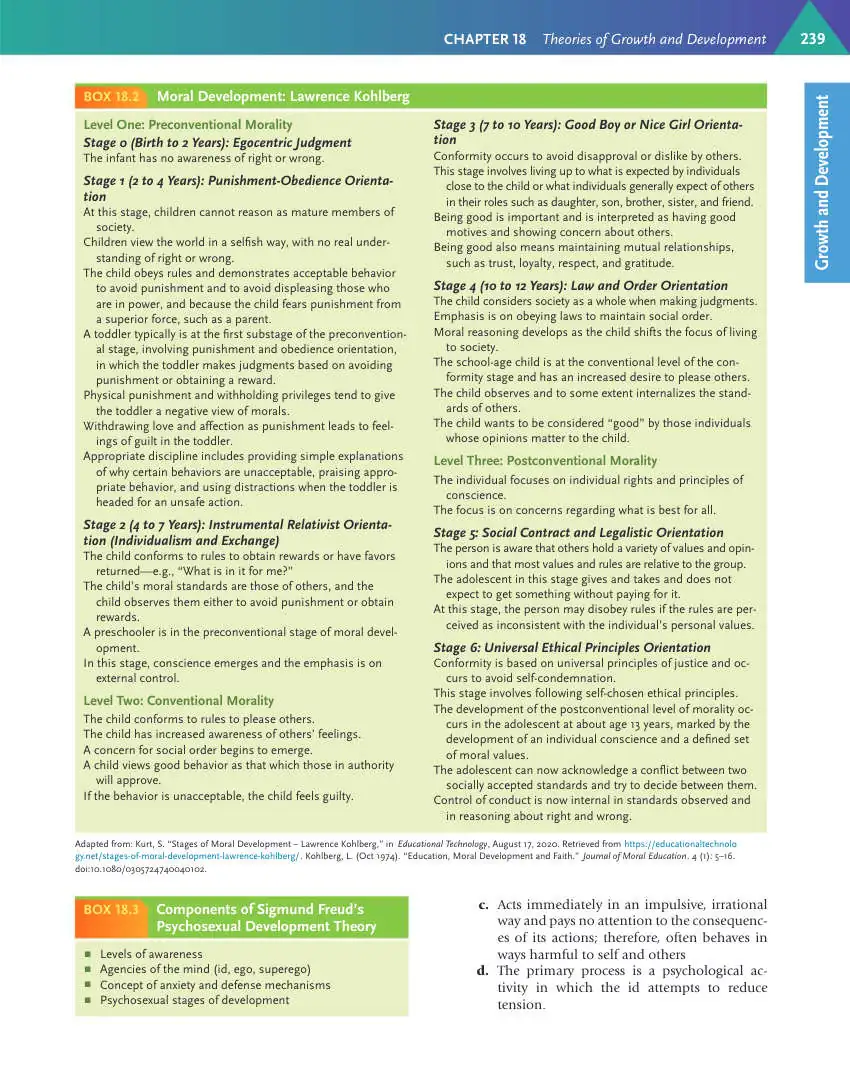 CHAPTER 18 Theories of Growth and Development 239
Growth and Development
BOX 18.2 Moral Development: Lawrence Kohlberg
Level One: Preconventional Morality
Stage 0 (Birth to 2 Years): Egocentric Judgment
The infant has no awareness of right or wrong.
Stage 1 (2 to 4 Years): Punishment-Obedience Orienta-
tion
At this stage, children cannot reason as mature members of
society.
Children view the world in a selfish way, with no real under-
standing of right or wrong.
The child obeys rules and demonstrates acceptable behavior
to avoid punishment and to avoid displeasing those who
are in power, and because the child fears punishment from
a superior force, such as a parent.
A toddler typically is at the first substage of the preconvention-
al stage, involving punishment and obedience orientation,
in which the toddler makes judgments based on avoiding
punishment or obtaining a reward.
Physical punishment and withholding privileges tend to give
the toddler a negative view of morals.
Withdrawing love and affection as punishment leads to feel-
ings of guilt in the toddler.
Appropriate discipline includes providing simple explanations
of why certain behaviors are unacceptable, praising appro-
priate behavior, and using distractions when the toddler is
headed for an unsafe action.
Stage 2 (4 to 7 Years): Instrumental Relativist Orienta-
tion (Individualism and Exchange)
The child conforms to rules to obtain rewards or have favors
returned—e.g., “What is in it for me?”
The child’s moral standards are those of others, and the
child observes them either to avoid punishment or obtain
rewards.
A preschooler is in the preconventional stage of moral devel-
opment.
In this stage, conscience emerges and the emphasis is on
external control.
Level Two: Conventional Morality
The child conforms to rules to please others.
The child has increased awareness of others’ feelings.
A concern for social order begins to emerge.
A child views good behavior as that which those in authority
will approve.
If the behavior is unacceptable, the child feels guilty.
Stage 3 (7 to 10 Years): Good Boy or Nice Girl Orienta-
tion
Conformity occurs to avoid disapproval or dislike by others.
This stage involves living up to what is expected by individuals
close to the child or what individuals generally expect of others
in their roles such as daughter, son, brother, sister, and friend.
Being good is important and is interpreted as having good
motives and showing concern about others.
Being good also means maintaining mutual relationships,
such as trust, loyalty, respect, and gratitude.
Stage 4 (10 to 12 Years): Law and Order Orientation
The child considers society as a whole when making judgments.
Emphasis is on obeying laws to maintain social order.
Moral reasoning develops as the child shifts the focus of living
to society.
The school-age child is at the conventional level of the con-
formity stage and has an increased desire to please others.
The child observes and to some extent internalizes the stand-
ards of others.
The child wants to be considered “good” by those individuals
whose opinions matter to the child.
Level Three: Postconventional Morality
The individual focuses on individual rights and principles of
conscience.
The focus is on concerns regarding what is best for all.
Stage 5: Social Contract and Legalistic Orientation
The person is aware that others hold a variety of values and opin-
ions and that most values and rules are relative to the group.
The adolescent in this stage gives and takes and does not
expect to get something without paying for it.
At this stage, the person may disobey rules if the rules are per-
ceived as inconsistent with the individual’s personal values.
Stage 6: Universal Ethical Principles Orientation
Conformity is based on universal principles of justice and oc-
curs to avoid self-condemnation.
This stage involves following self-chosen ethical principles.
The development of the postconventional level of morality oc-
curs in the adolescent at about age 13 years, marked by the
development of an individual conscience and a defined set
of moral values.
The adolescent can now acknowledge a conflict between two
socially accepted standards and try to decide between them.
Control of conduct is now internal in standards observed and
in reasoning about right and wrong.
Adapted from: Kurt, S. “Stages of Moral Development – Lawrence Kohlberg,” in Educational Technology, August 17, 2020. Retrieved from https://educationaltechnolo
gy.net/stages-of-moral-development-lawrence-kohlberg/. Kohlberg, L. (Oct 1974). “Education, Moral Development and Faith.” Journal of Moral Education. 4 (1): 5–16.
doi:10.1080/0305724740040102.
BOX 18.3 Components of Sigmund Freud’s
Psychosexual Development Theory
■ Levels of awareness
■ Agencies of the mind (id, ego, superego)
■ Concept of anxiety and defense mechanisms
■ Psychosexual stages of development
c. Acts immediately in an impulsive, irrational
way and pays no attention to the consequenc-
es of its actions; therefore, often behaves in
ways harmful to self and others
d. The primary process is a psychological ac-
tivity in which the id attempts to reduce
tension.